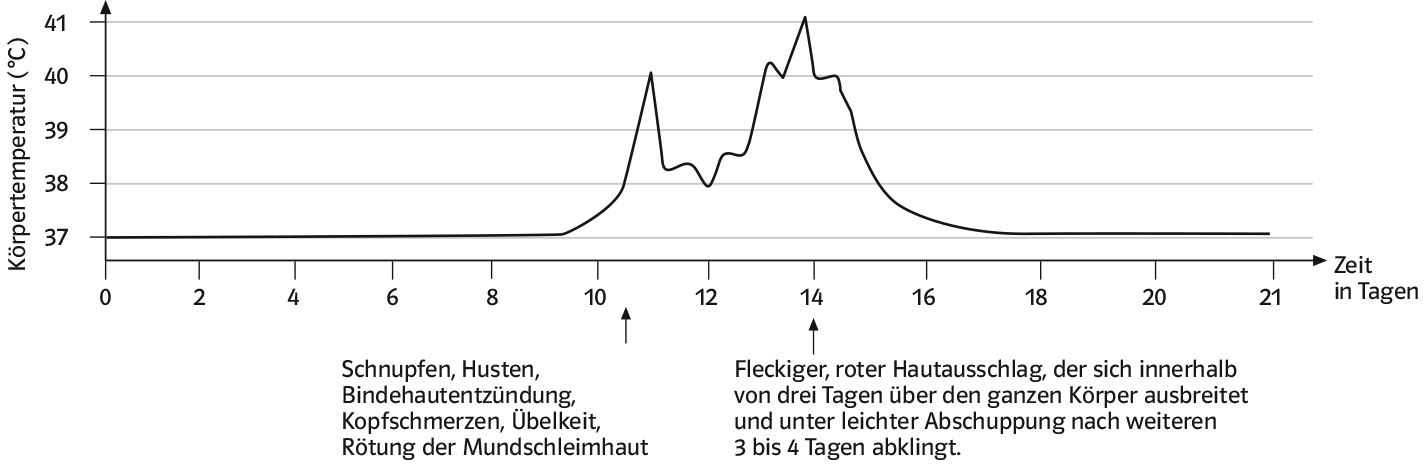 Körpertemperatur (°C)
41
40
39
38
37
0 2 4 6 8 10 12 14 16 18 20 21
Zeit
in Tagen
Schnupfen, Husten,
Bindehautentzündung,
Kopfschmerzen, Übelkeit,
Rötung der Mundschleimhaut
Fleckiger, roter Hautausschlag, der sich innerhalb
von drei Tagen über den ganzen Körper ausbreitet
und unter leichter Abschuppung nach weiteren
3 bis 4 Tagen abklingt.